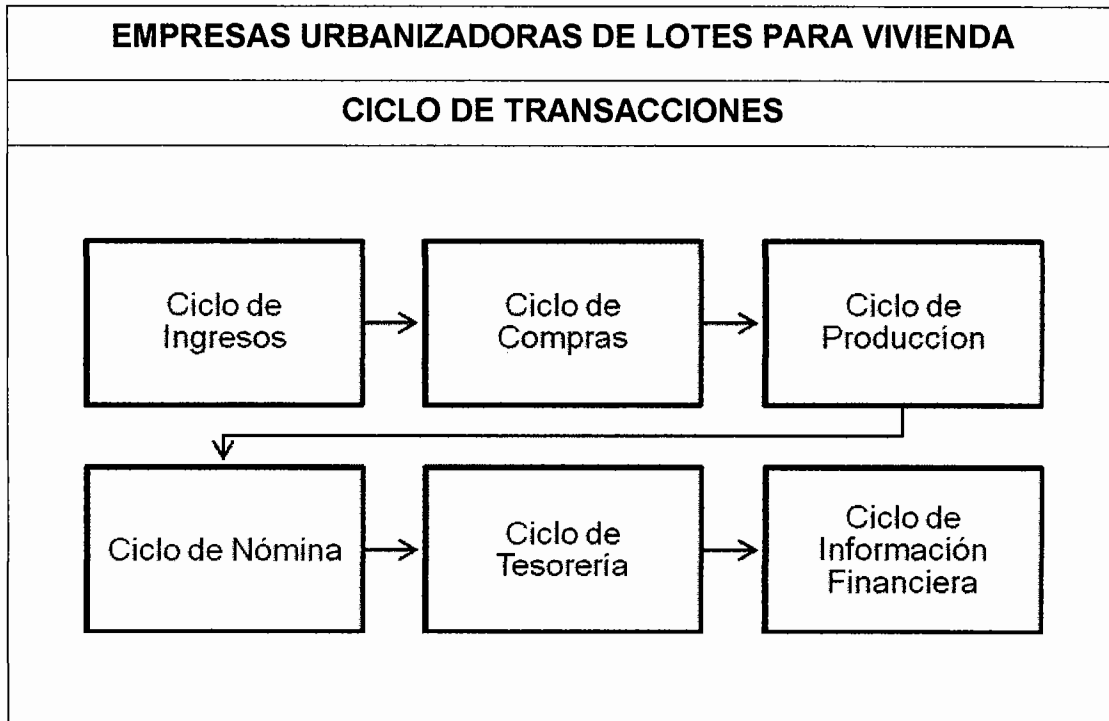 EMPRESAS URBANIZADORAS DE LOTES PARA VIVIENDA
CICLO DE TRANSACCIONES
Ciclo de
Ingresos
Ciclo de
Compras
Ciclo de
Produccíon
Ciclo de Nómina
Ciclo de
Tesorería
Ciclo de
Información
Financiera